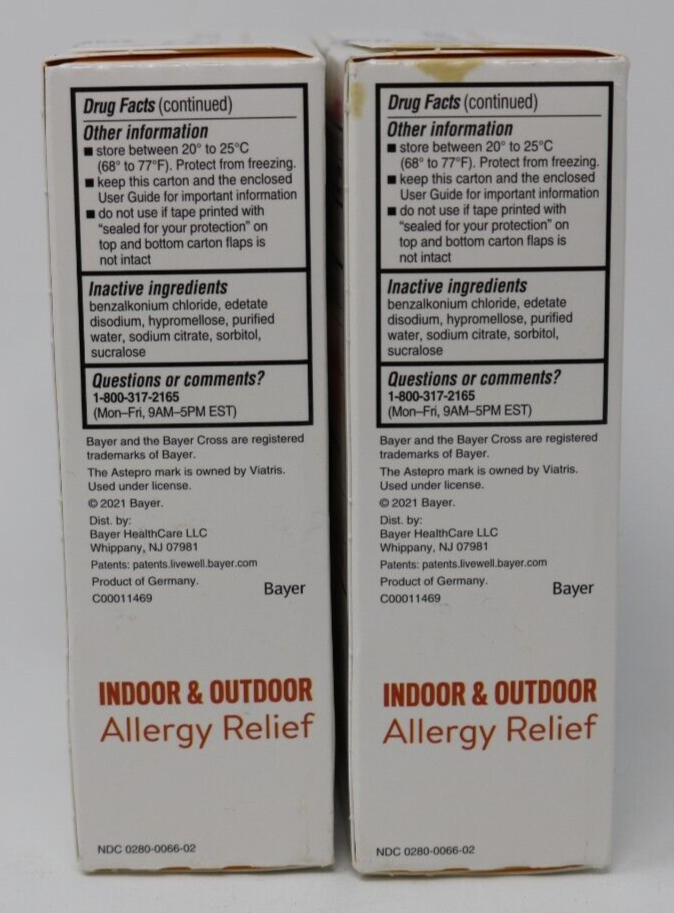 Drug Facts (continued)
Other information
■ store between 20° to 25°C
(68° to 77°F). Protect from freezing.
■ keep this carton and the enclosed
User Guide for important information
■ do not use if tape printed with
“sealed for your protection” on
top and bottom carton flaps is
not intact
Inactive ingredients
benzalkonium chloride, edetate
disodium, hypromellose, purified
water, sodium citrate, sorbitol,
sucralose
Questions or comments?
1-800-317-2165
(Mon–Fri, 9AM–5PM EST)
Bayer and the Bayer Cross are registered
trademarks of Bayer.
The Astepro mark is owned by Viatris.
Used under license.
© 2021 Bayer.
Dist. by:
Bayer HealthCare LLC
Whippany, NJ 07981
Patents: patents.livewell.bayer.com
Product of Germany.
C00011469
Bayer
INDOOR & OUTDOOR
Allergy Relief
NDC 0280-0066-02
Drug Facts (continued)
Other information
■ store between 20° to 25°C
(68° to 77°F). Protect from freezing.
■ keep this carton and the enclosed
User Guide for important information
■ do not use if tape printed with
“sealed for your protection” on
top and bottom carton flaps is
not intact
Inactive ingredients
benzalkonium chloride, edetate
disodium, hypromellose, purified
water, sodium citrate, sorbitol,
sucralose
Questions or comments?
1-800-317-2165
(Mon–Fri, 9AM–5PM EST)
Bayer and the Bayer Cross are registered
trademarks of Bayer.
The Astepro mark is owned by Viatris.
Used under license.
© 2021 Bayer.
Dist. by:
Bayer HealthCare LLC
Whippany, NJ 07981
Patents: patents.livewell.bayer.com
Product of Germany.
C00011469
Bayer
INDOOR & OUTDOOR
Allergy Relief
NDC 0280-0066-02